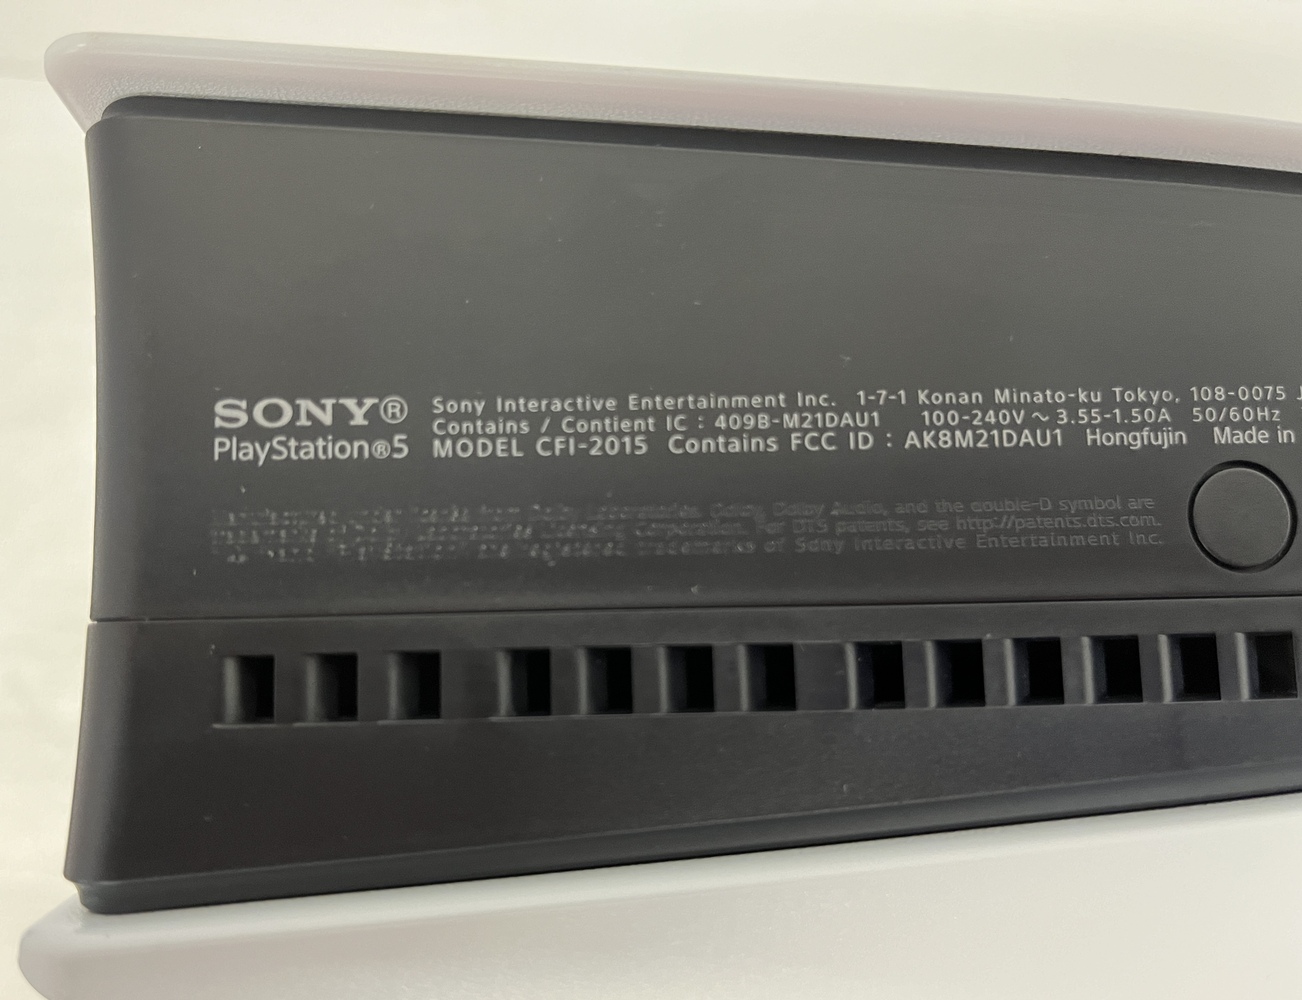 SONY®
PlayStation®5
Sony Interactive Entertainment Inc. 1-7-1 Konan Minato-ku Tokyo, 108-0075 J
Contains / Contient IC : 409B-M21DAU1 100-240V ~ 3.55-1.50A 50/60Hz
MODEL CFI-2015 Contains FCC ID : AK8M21DAU1 Hongfujin Made in
Dolby Audio, and the double-D symbol are
Corporation. For DTS patents, see http://patents.dts.com.
registered trademarks of Sony Interactive Entertainment Inc.